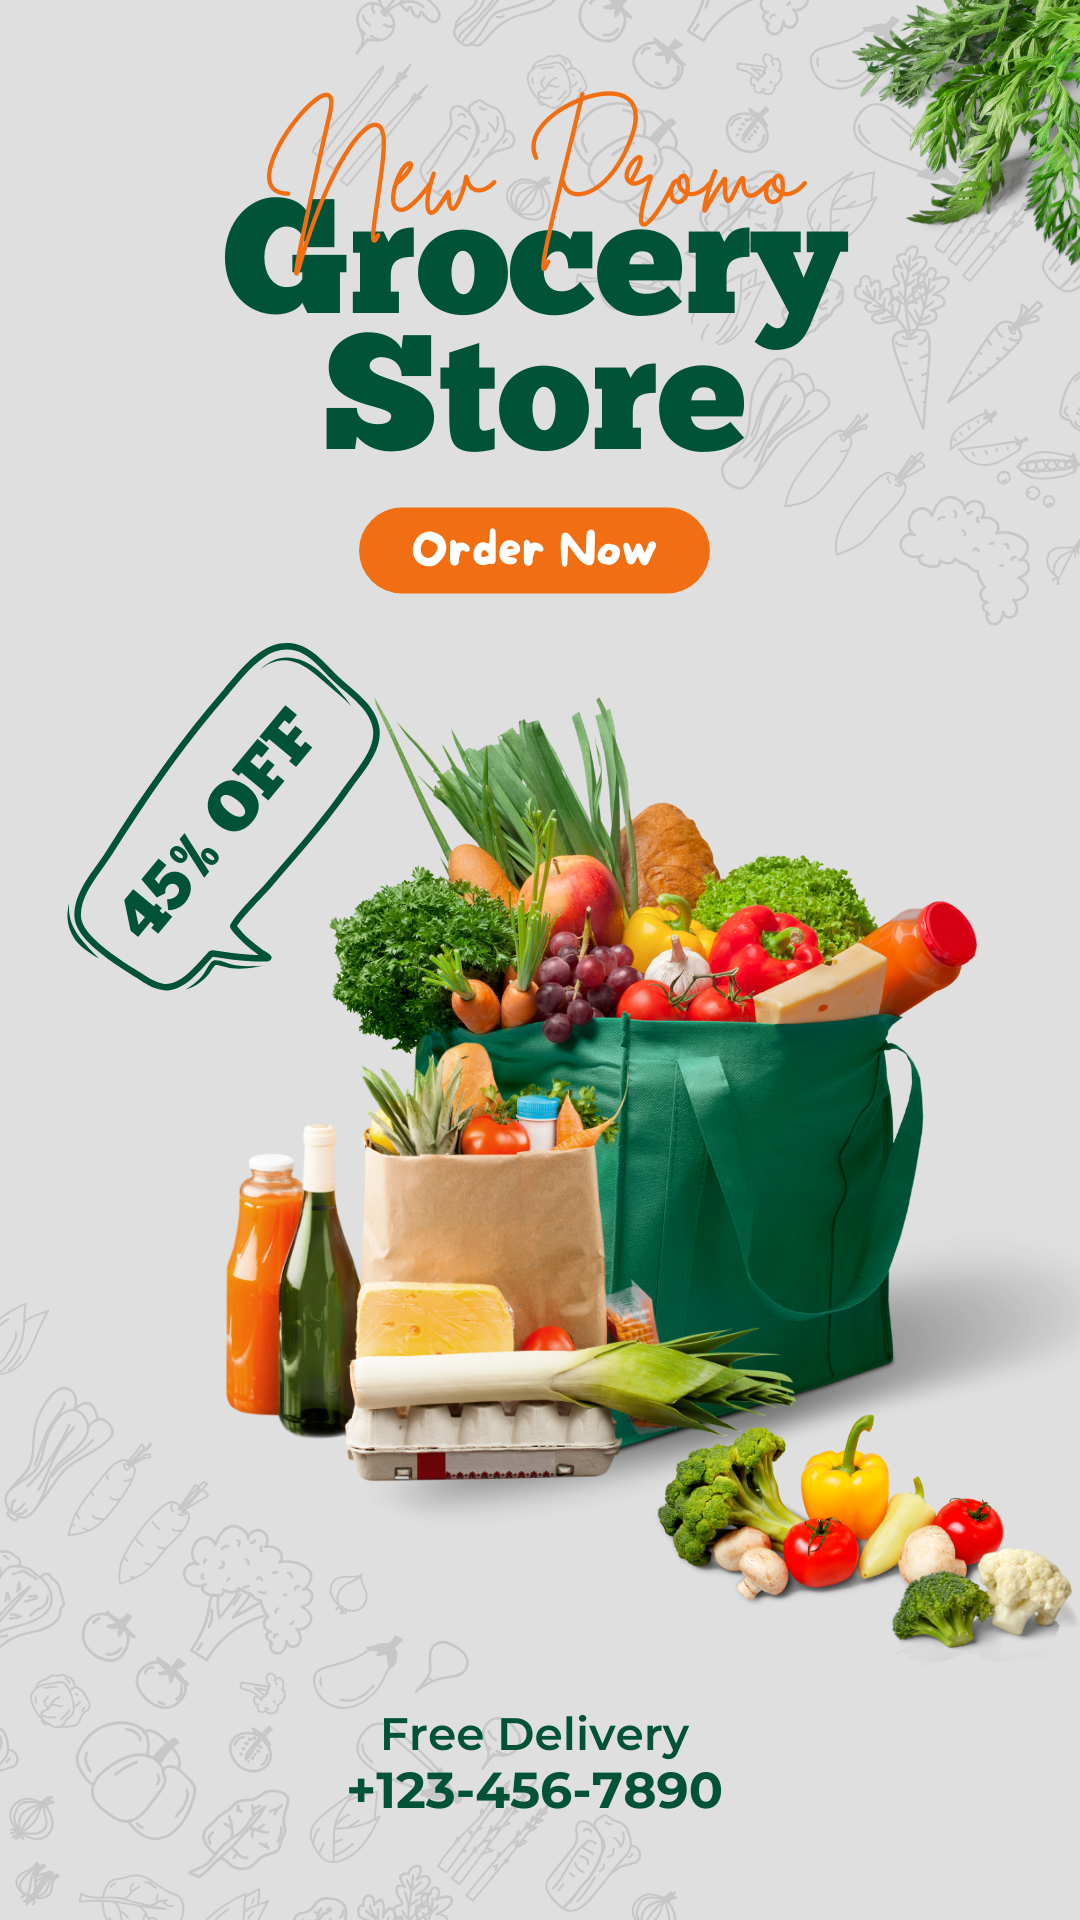 New Promo
Grocery
Store
Order Now
45% OFF
Free Delivery
+123-456-7890